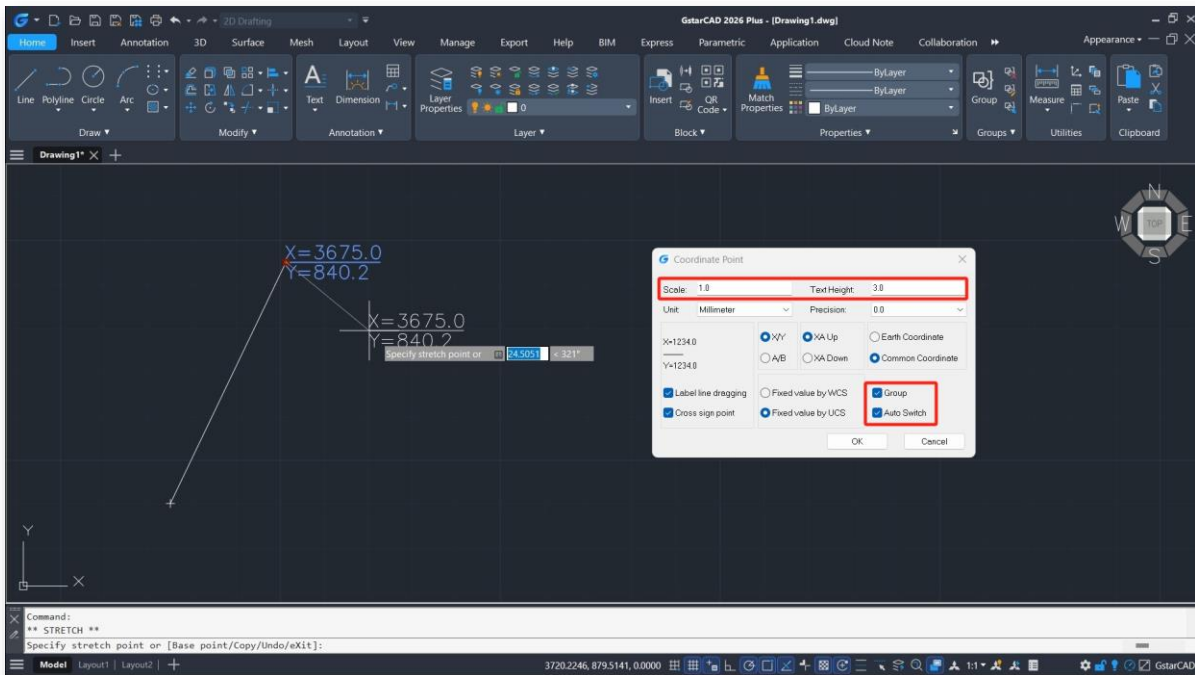 2D Drafting
GstarCAD 2026 Plus - [Drawing1.dwg]
Home Insert Annotation 3D Surface Mesh Layout View Manage Export Help BIM Express Parametric Application Cloud Note Collaboration Appearance
Line Polyline Circle Arc
Text Dimension
Layer
Properties
0
Insert
QR
Code
Match
Properties
ByLayer
ByLayer
ByLayer
Group
Measure
Paste
Draw Modify Annotation Layer Block Properties Groups Utilities Clipboard
Drawing1*
N
W TOP E
S
X=3675.0
Y=840.2
X=3675.0
Y=840.2
Specify stretch point or 24.5051 < 321°
Coordinate Point
Scale: 1.0 Text Height: 3.0
Unit: Millimeter Precision: 0.0
X=1234.0
Y=1234.0
X/Y XA Up Earth Coordinate
A/B XA Down Common Coordinate
Label line dragging Fixed value by WCS Group
Cross sign point Fixed value by UCS Auto Switch
OK Cancel
Y
X
Command:
** STRETCH **
Specify stretch point or [Base point/Copy/Undo/eXit]:
Model Layout1 Layout2 3720.2246, 879.5141, 0.0000 1:1 GstarCAD